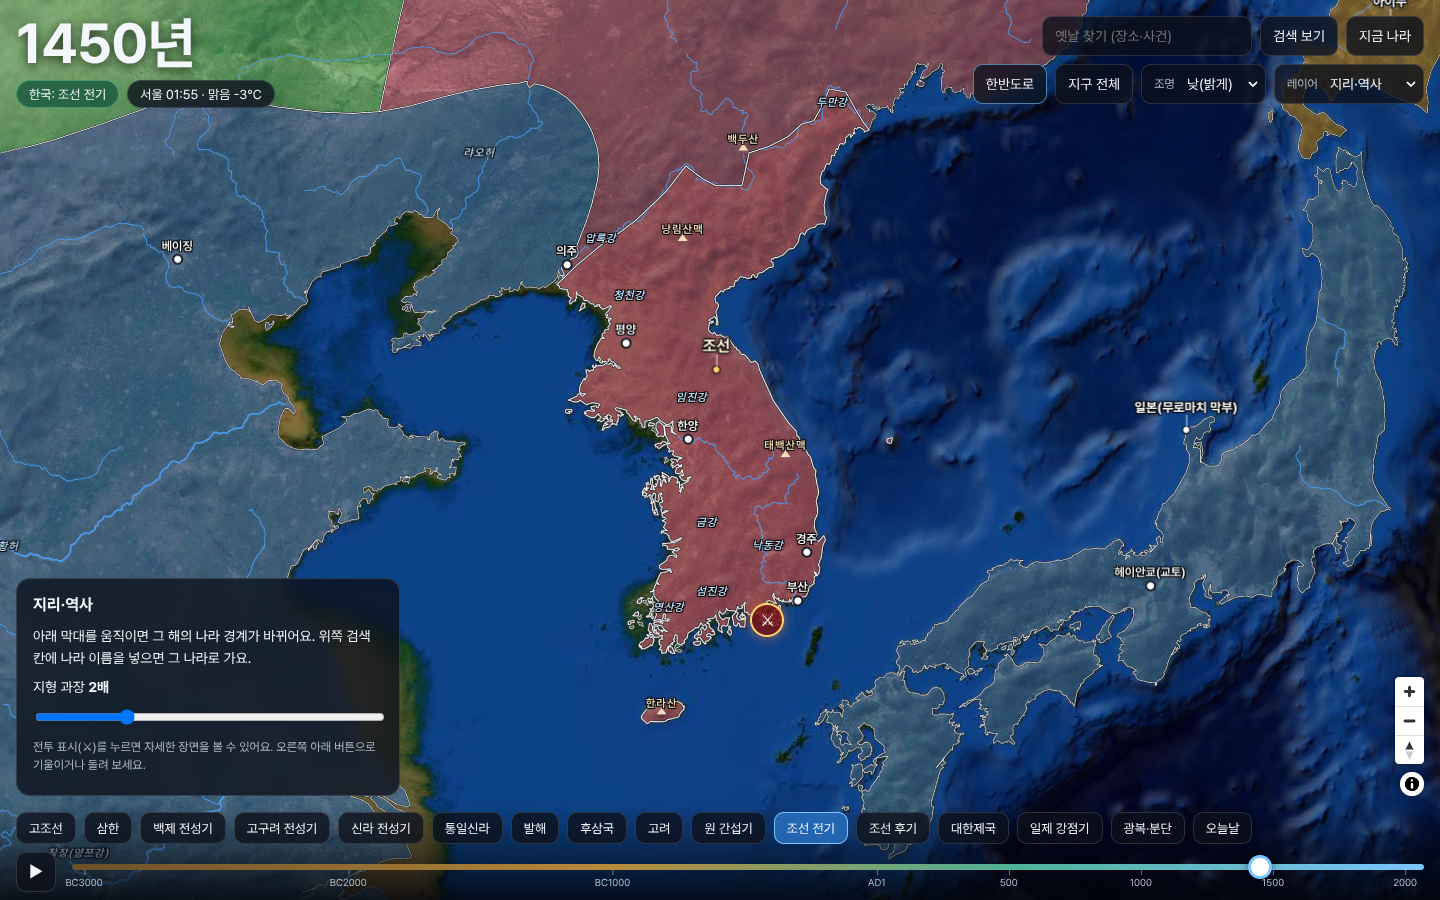 1450년
한국: 조선 전기
서울 01:55 · 맑음 -3°C
옛날 찾기 (장소·사건)
검색 보기
지금 나라
한반도로
지구 전체
조명 낮(밝게)
레이어 지리·역사
아이누
두만강
백두산
라오허
낭림산맥
압록강
베이징
의주
청천강
평양
조선
임진강
일본(무로마치 막부)
한양
태백산맥
금강
낙동강
경주
황허
헤이안쿄(교토)
부산
섬진강
영산강
한라산
지리·역사
아래 막대를 움직이면 그 해의 나라 경계가 바뀌어요. 위쪽 검색
칸에 나라 이름을 넣으면 그 나라로 가요.
지형 과장 2배
전투 표시(⚔)를 누르면 자세한 장면을 볼 수 있어요. 오른쪽 아래 버튼으로
기울이거나 돌려 보세요.
고조선
삼한
백제 전성기
고구려 전성기
신라 전성기
통일신라
발해
후삼국
고려
원 간섭기
조선 전기
조선 후기
대한제국
일제 강점기
광복·분단
오늘날
BC3000
BC2000
BC1000
AD1
500
1000
1500
2000